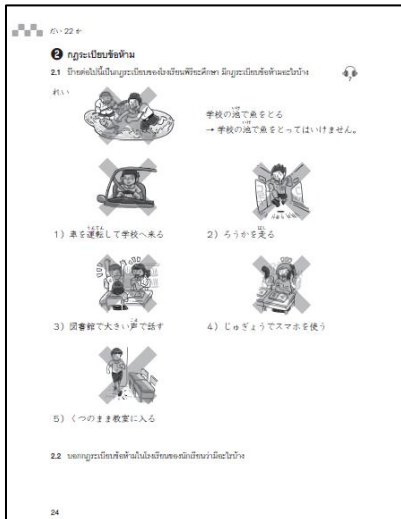 だい 22 か
2 กฎระเบียบข้อห้าม
2.1 ป้ายต่อไปนี้เป็นกฎระเบียบของโรงเรียนพิริยะศึกษา มีกฎระเบียบข้อห้ามอะไรบ้าง
7
れい
学校の池で魚をとる
→ 学校の池で魚をとってはいけません。
1) 車を運転して学校へ来る
2) ろうかを走る
3) 図書館で大きい声で話す
4) じゅぎょうでスマホを使う
5) くつのまま教室に入る
2.2 บอกกฎระเบียบข้อห้ามในโรงเรียนของนักเรียนว่ามีอะไรบ้าง
24